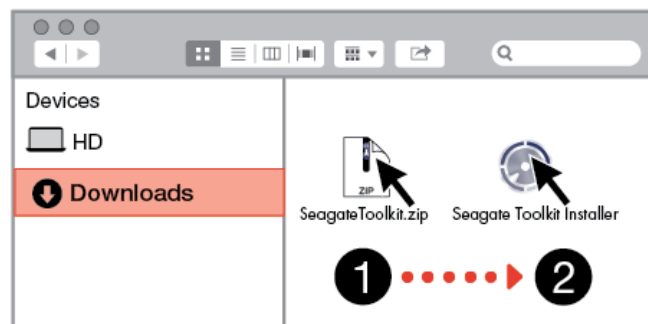 Devices
HD
Downloads
ZIP
SeagateToolkit.zip
Seagate Toolkit Installer
1
2